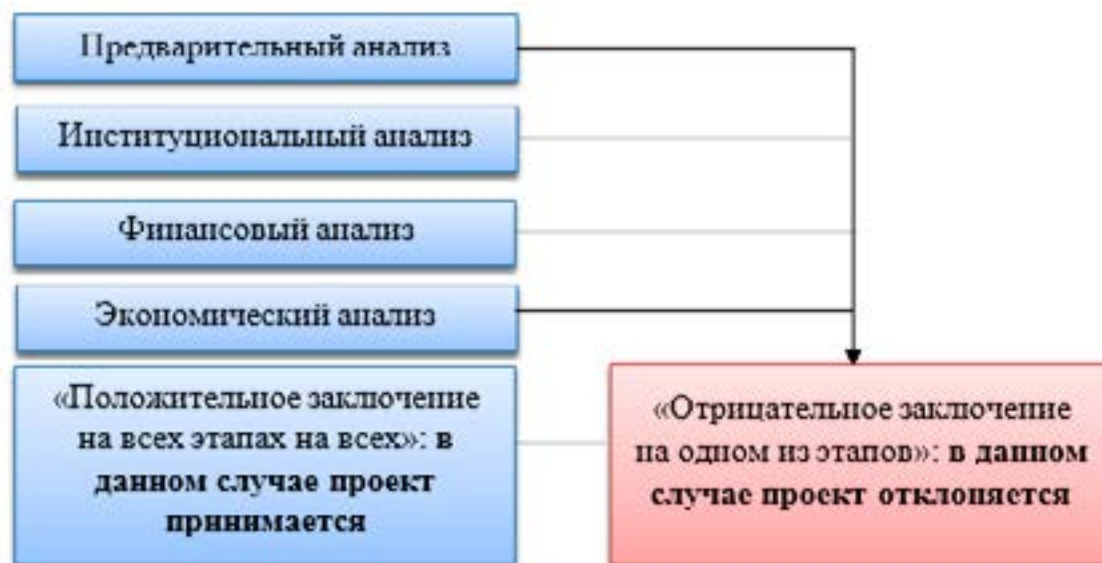 Предварительный анализ
Институциональный анализ
Финансовый анализ
Экономический анализ
«Положительное заключение
на всех этапах на всех»: в
данном случае проект
принимается
«Отрицательное заключение
на одном из этапов»: в данном
случае проект отклоняется